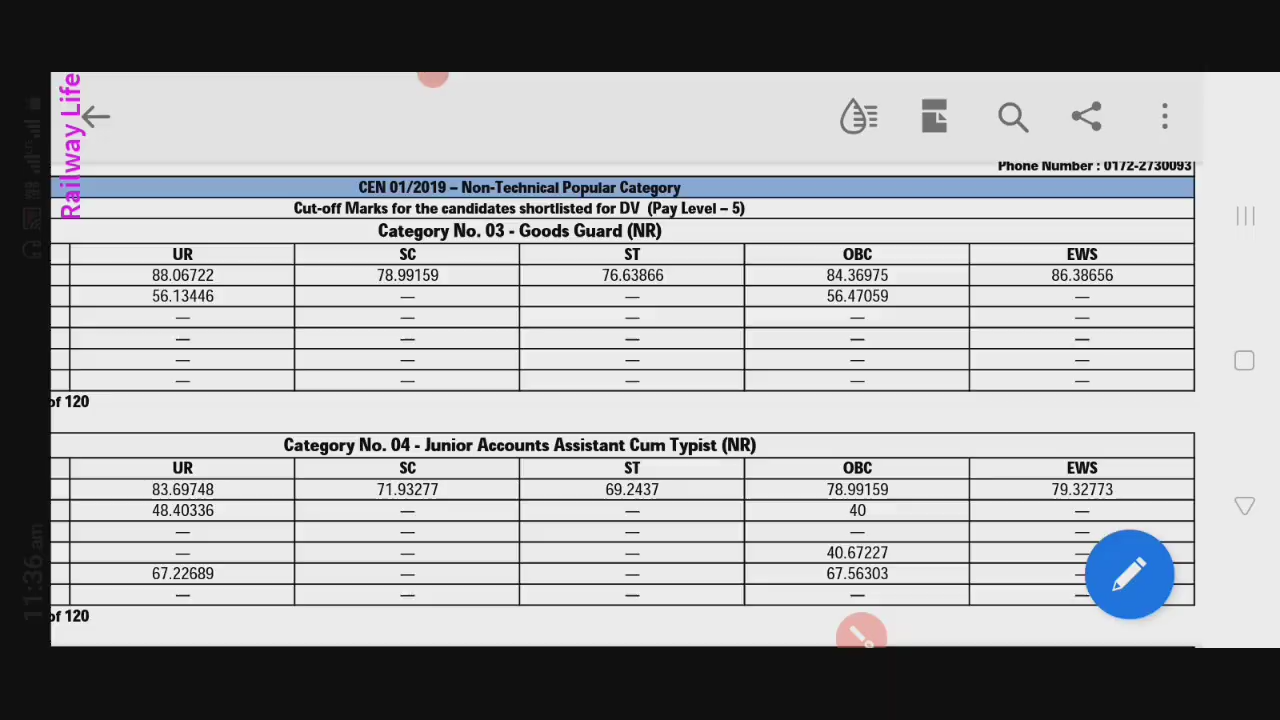 Railway Life
Phone Number : 0172-2730093
CEN 01/2019 – Non-Technical Popular Category
Cut-off Marks for the candidates shortlisted for DV (Pay Level – 5)
Category No. 03 - Goods Guard (NR)
UR SC ST OBC EWS
88.06722 78.99159 76.63866 84.36975 86.38656
56.13446 — — 56.47059 —
— — — — —
— — — — —
— — — — —
— — — — —
of 120
Category No. 04 - Junior Accounts Assistant Cum Typist (NR)
UR SC ST OBC EWS
83.69748 71.93277 69.2437 78.99159 79.32773
48.40336 — — 40 —
— — — — —
— — — 40.67227 —
67.22689 — — 67.56303 —
— — — — —
of 120
11:36 am